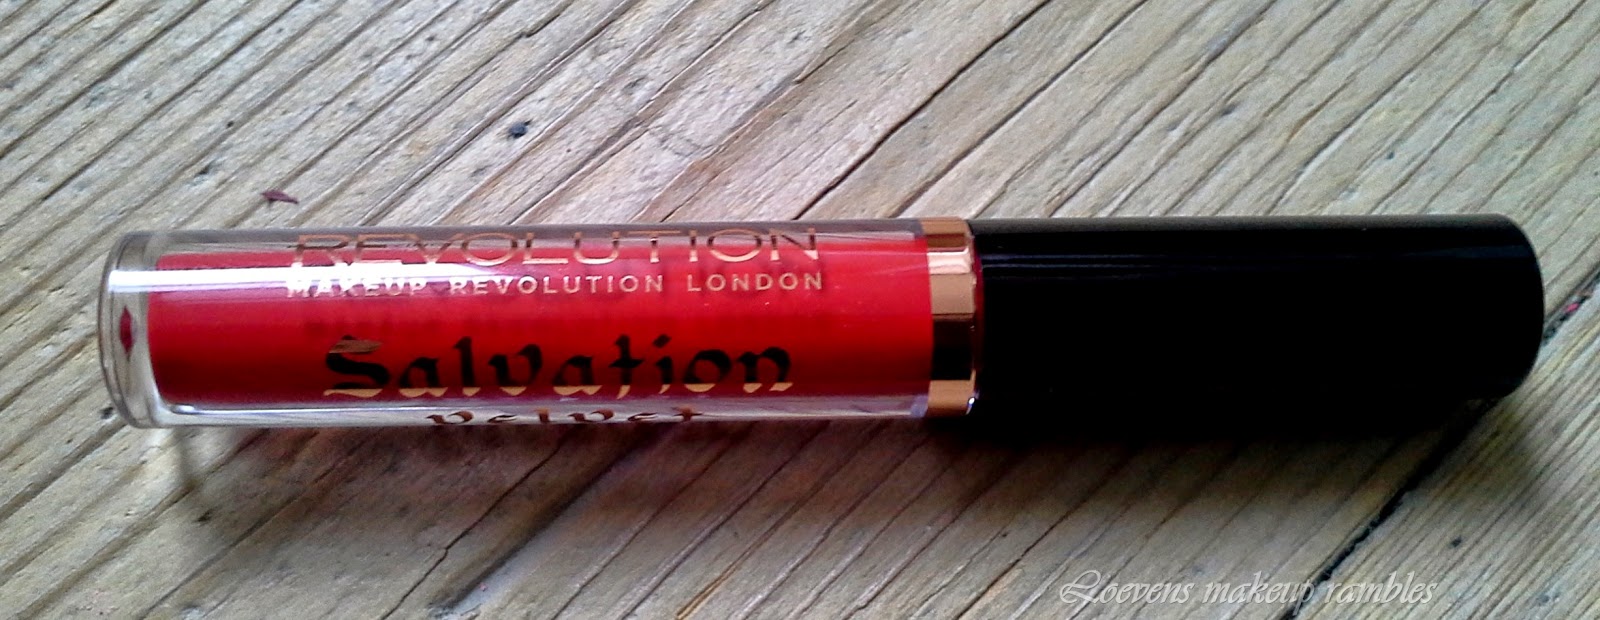 REVOLUTION
MAKEUP REVOLUTION LONDON
Salvation
velvet
Loevens makeup rambles